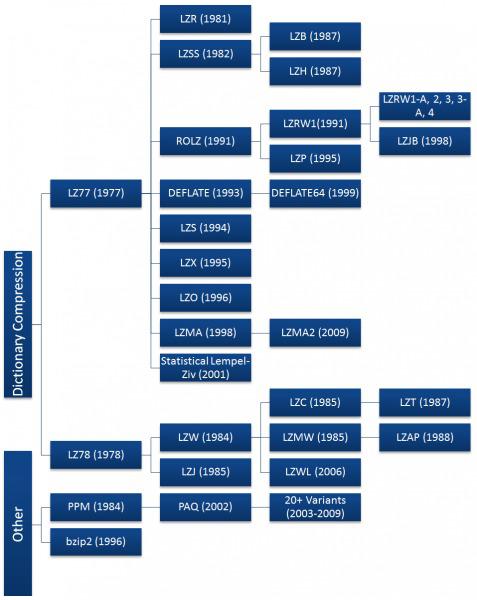 Dictionary Compression
LZ77 (1977)
LZR (1981)
LZSS (1982)
LZB (1987)
LZH (1987)
ROLZ (1991)
LZRW1(1991)
LZRW1-A, 2, 3, 3-
A, 4
LZJB (1998)
LZP (1995)
DEFLATE (1993)
DEFLATE64 (1999)
LZS (1994)
LZX (1995)
LZO (1996)
LZMA (1998)
LZMA2 (2009)
Statistical Lempel-
Ziv (2001)
LZ78 (1978)
LZW (1984)
LZC (1985)
LZT (1987)
LZMW (1985)
LZAP (1988)
LZWL (2006)
LZJ (1985)
Other
PPM (1984)
PAQ (2002)
20+ Variants
(2003-2009)
bzip2 (1996)